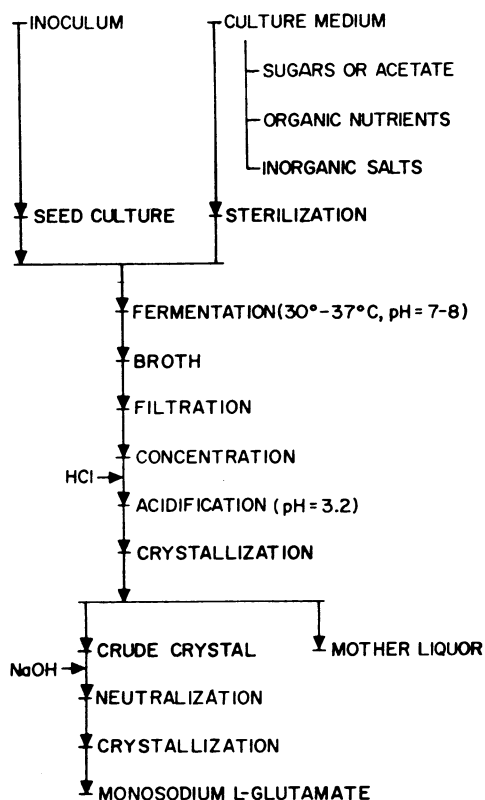 INOCULUM
CULTURE MEDIUM
SUGARS OR ACETATE
ORGANIC NUTRIENTS
INORGANIC SALTS
SEED CULTURE
STERILIZATION
FERMENTATION(30°-37°C, pH=7-8)
BROTH
FILTRATION
CONCENTRATION
HCl
ACIDIFICATION (pH=3.2)
CRYSTALLIZATION
CRUDE CRYSTAL
MOTHER LIQUOR
NaOH
NEUTRALIZATION
CRYSTALLIZATION
MONOSODIUM L-GLUTAMATE